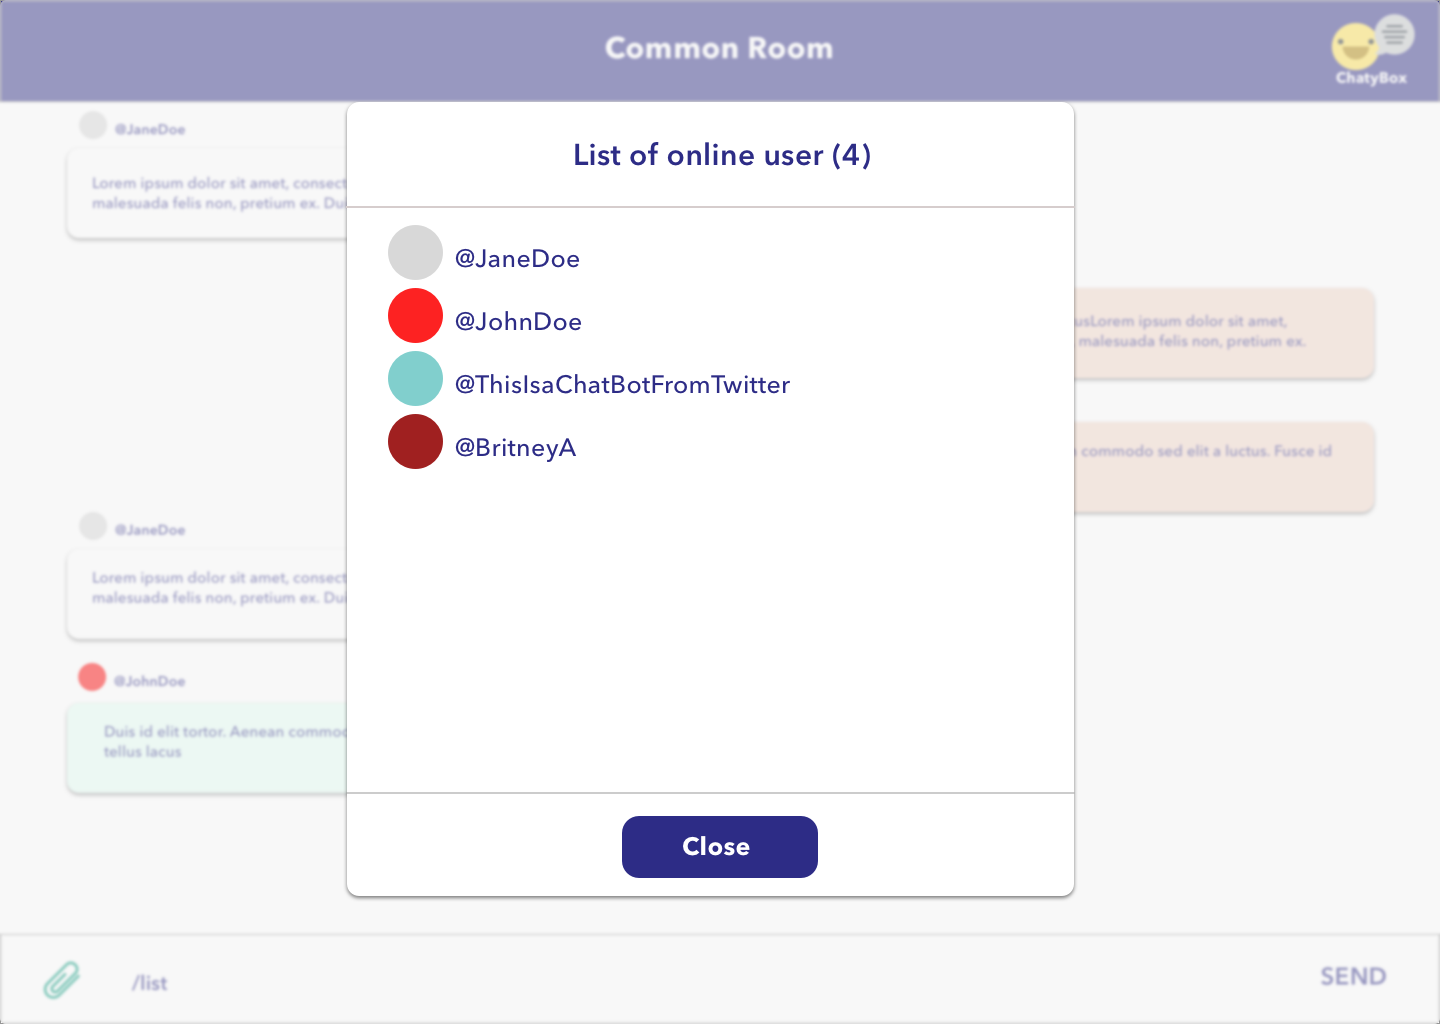 Common Room
ChatyBox
@JaneDoe
Lorem ipsum dolor sit amet, consect
malesuada felis non, pretium ex. Dui
List of online user (4)
@JaneDoe
@JohnDoe
@ThisIsaChatBotFromTwitter
@BritneyA
usLorem ipsum dolor sit amet,
malesuada felis non, pretium ex.
commodo sed elit a luctus. Fusce id
@JaneDoe
Lorem ipsum dolor sit amet, consect
malesuada felis non, pretium ex. Dui
@JohnDoe
Duis id elit tortor. Aenean commod
tellus lacus
Close
/list
SEND